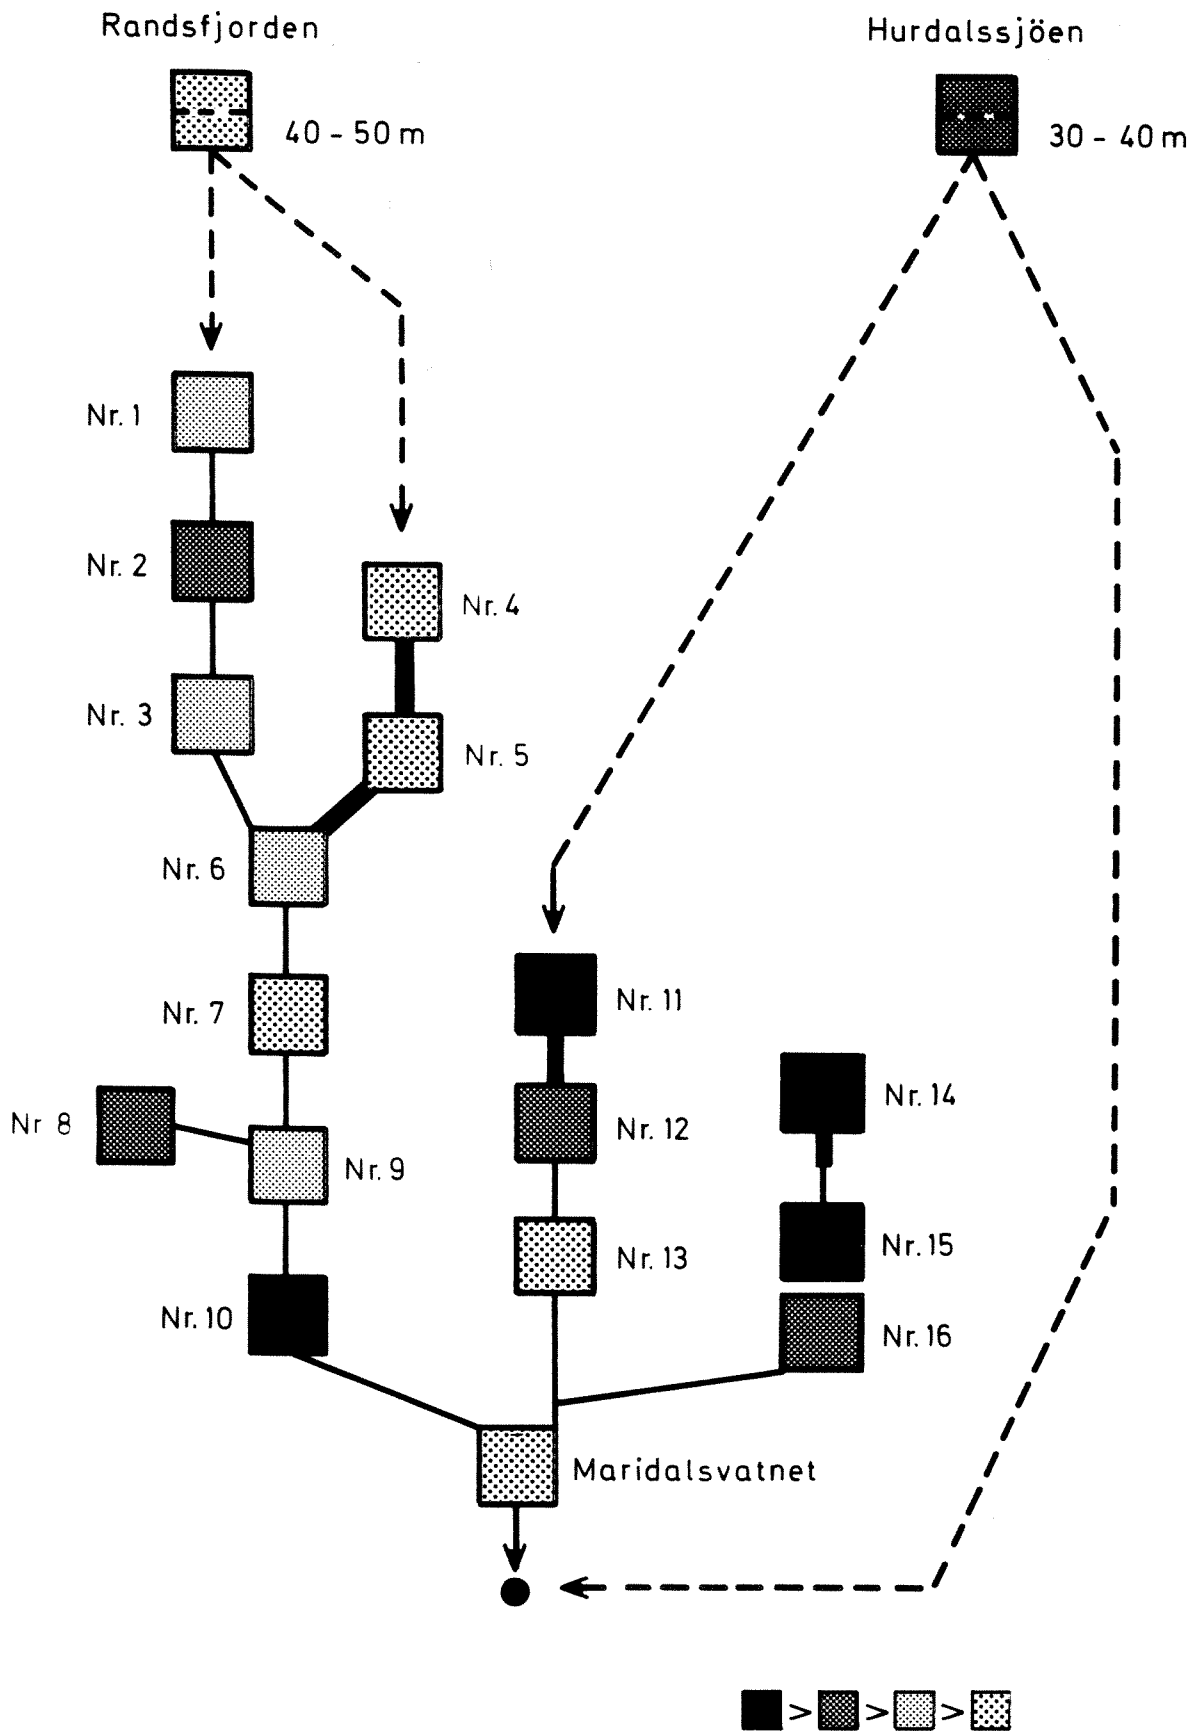 Randsfjorden
Hurdalssjöen
40 - 50 m
30 - 40 m
Nr. 1
Nr. 2
Nr. 4
Nr. 3
Nr. 5
Nr. 6
Nr. 11
Nr. 7
Nr. 14
Nr 8
Nr. 12
Nr. 9
Nr. 15
Nr. 13
Nr. 10
Nr. 16
Maridalsvatnet
> > >